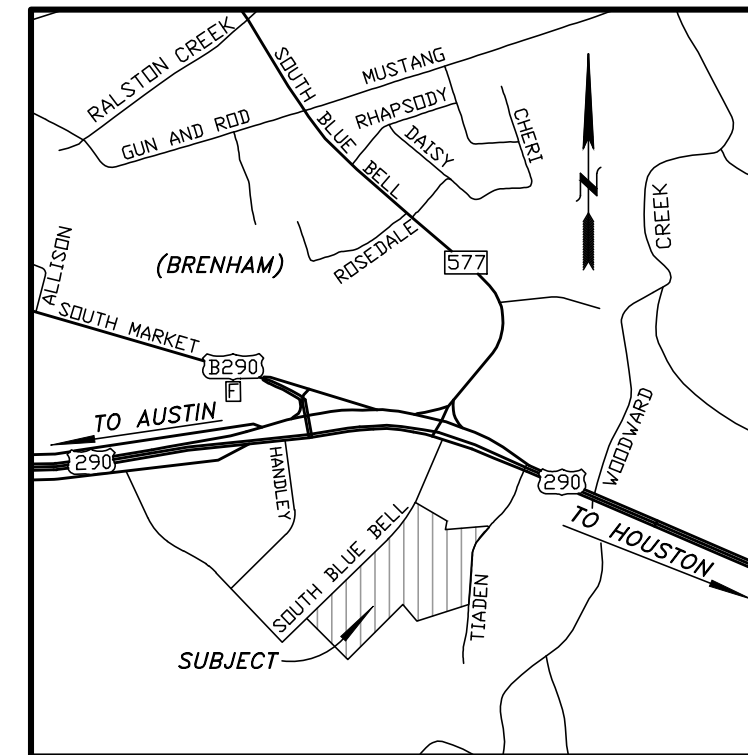 RALSTON CREEK
SOUTH BLUE BELL
MUSTANG
GUN AND ROD
RHAPSODY
DAISY
CHERI
N
CREEK
ALLISON
(BRENHAM)
ROSEDALE
577
SOUTH MARKET
B290
F
TO AUSTIN
290
HANDLEY
290
WOODWARD
TO HOUSTON
SOUTH BLUE BELL
TIADEN
SUBJECT